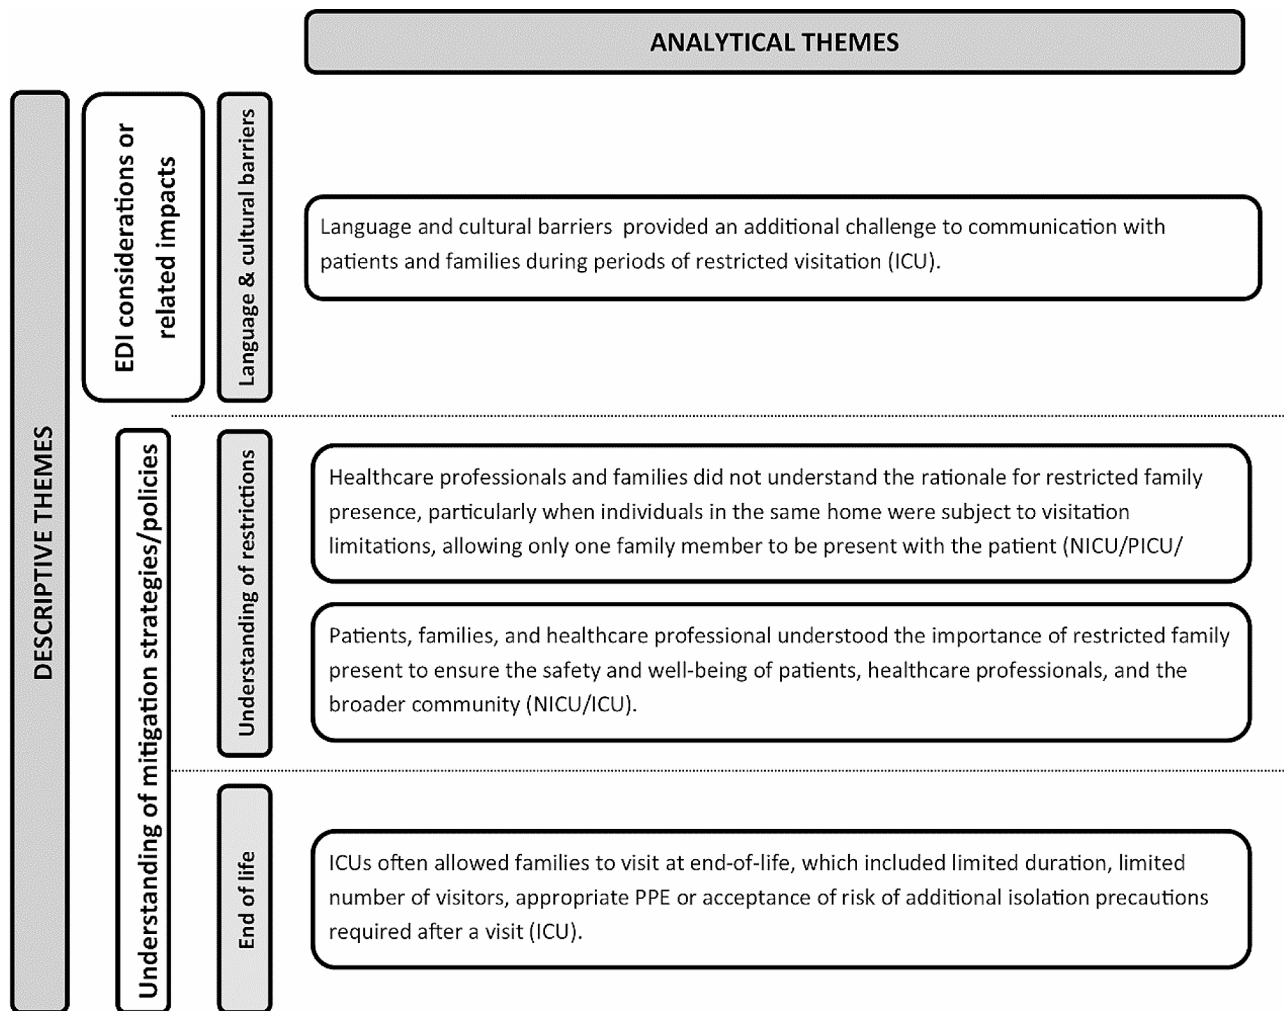 ANALYTICAL THEMES
DESCRIPTIVE THEMES
EDI considerations or
related impacts
Language & cultural barriers
Language and cultural barriers  provided an additional challenge to communication with
patients and families during periods of restricted visitation (ICU).
Understanding of mitigation strategies/policies
Understanding of restrictions
Healthcare professionals and families did not understand the rationale for restricted family
presence, particularly when individuals in the same home were subject to visitation
limitations, allowing only one family member to be present with the patient (NICU/PICU/
Patients, families, and healthcare professional understood the importance of restricted family
present to ensure the safety and well-being of patients, healthcare professionals, and the
broader community (NICU/ICU).
End of life
ICUs often allowed families to visit at end-of-life, which included limited duration, limited
number of visitors, appropriate PPE or acceptance of risk of additional isolation precautions
required after a visit (ICU).